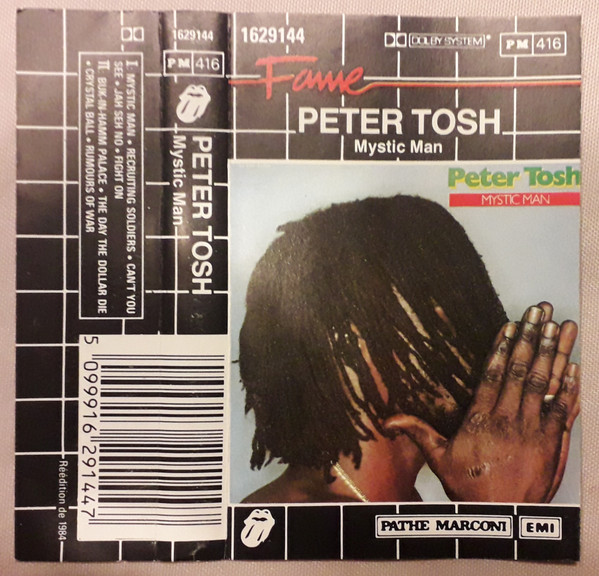 1629144
PM 416
I. MYSTIC MAN • RECRUITING SOLDIERS • CAN'T YOU
SEE • JAH SEH NO • FIGHT ON
II. BUK-IN-HAMM PALACE • THE DAY THE DOLLAR DIE
• CRYSTAL BALL • RUMOURS OF WAR
5 099916 291447
Réédition de 1984
PETER TOSH
Mystic Man
1629144
DOLBY SYSTEM
PM 416
Fame
PETER TOSH
Mystic Man
Peter Tosh
MYSTIC MAN
PATHE MARCONI
EMI